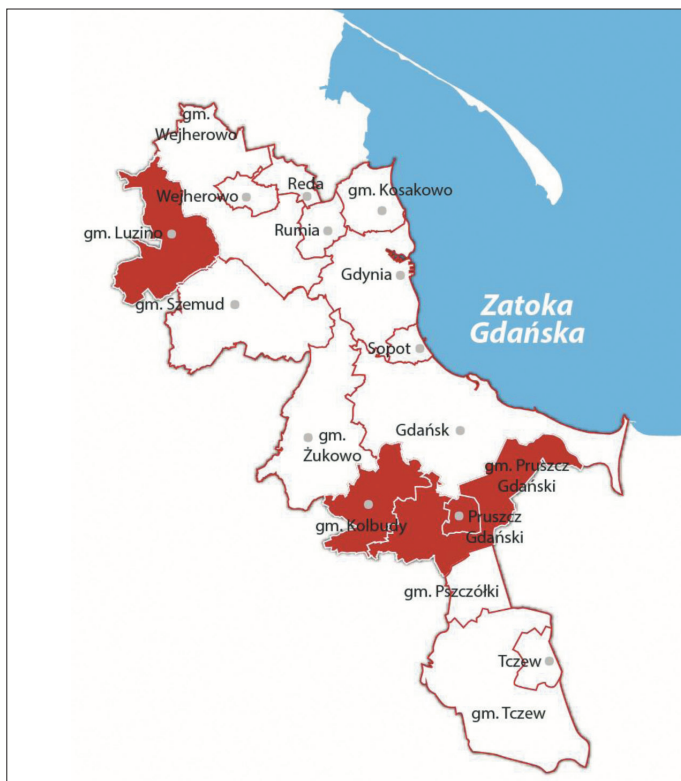 gm.
Wejherowo
Reda
Wejherowo
gm. Kosakowo
Rumia
gm. Luzino
Gdynia
gm. Szemud
Zatoka
Gdańska
Sopot
Gdańsk
gm.
Żukowo
gm. Pruszcz
Gdański
gm. Kolbudy
Pruszcz
Gdański
gm. Pszczółki
Tczew
gm. Tczew